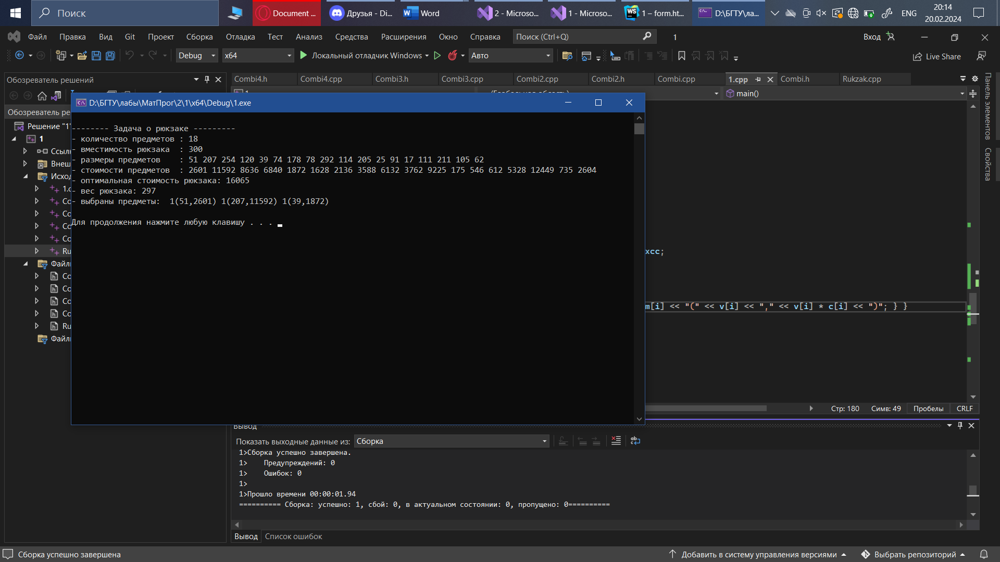 Поиск
Document ...
Друзья - Di...
Word
2 - Microso...
1 - Microso...
1 – form.ht...
D:\БГТУ\ла...
ENG
20:14
20.02.2024
Файл Правка Вид Git Проект Сборка Отладка Тест Анализ Средства Расширения Окно Справка
Поиск (Ctrl+Q)
1
Вход
Debug
x64
Локальный отладчик Windows
Авто
Live Share
Обозреватель решений
Combi4.h Combi4.cpp Combi3.h Combi3.cpp Combi2.cpp Combi2.h Combi.cpp 1.cpp Combi.h Rukzak.cpp
main()
Обозреватель ре
Решение "1"
1
Ссыл
Внеш
Исход
1.c
Co
Co
Co
Co
Ru
Файл
Co
Co
Co
Co
Ru
Файл
D:\БГТУ\лабы\МатПрог\2\1\x64\Debug\1.exe
-------- Задача о рюкзаке ---------
- количество предметов : 18
- вместимость рюкзака  : 300
- размеры предметов    : 51 207 254 120 39 74 178 78 292 114 205 25 91 17 111 211 105 62
- стоимости предметов  : 2601 11592 8636 6840 1872 1628 2136 3588 6132 3762 9225 175 546 612 5328 12449 735 2604
- оптимальная стоимость рюкзака: 16065
- вес рюкзака: 297
- выбраны предметы:  1(51,2601) 1(207,11592) 1(39,1872)
Для продолжения нажмите любую клавишу . . .
xcc;
m[i] << "(" << v[i] << "," << v[i] * c[i] << ")"; } }
Панель элементов
Свойства
Стр: 180
Симв: 49
Пробелы
CRLF
Вывод
Показать выходные данные из:
Сборка
1>Сборка успешно завершена.
1>    Предупреждений: 0
1>    Ошибок: 0
1>
1>Прошло времени 00:00:01.94
========== Сборка: успешно: 1, сбой: 0, в актуальном состоянии: 0, пропущено: 0==========
Вывод
Список ошибок
Сборка успешно завершена
Добавить в систему управления версиями
Выбрать репозиторий